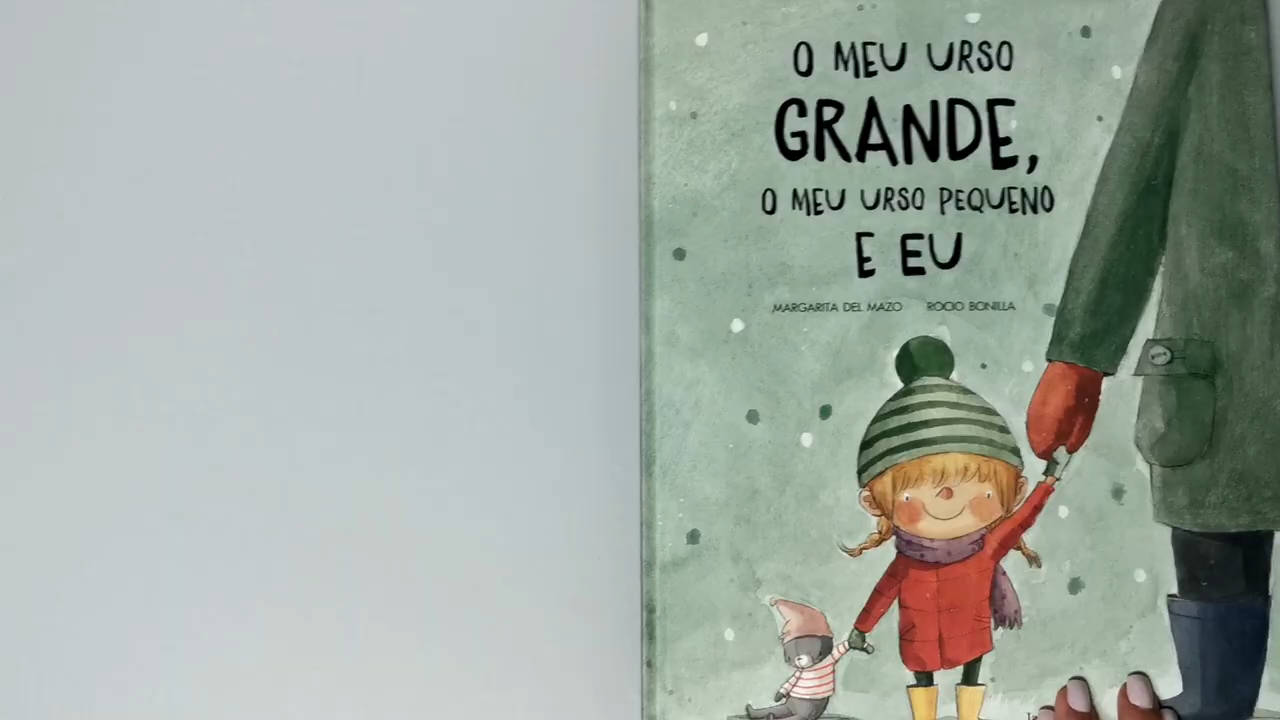 O MEU URSO
GRANDE,
O MEU URSO PEQUENO
E EU
MARGARITA DEL MAZO ROCIO BONILLA